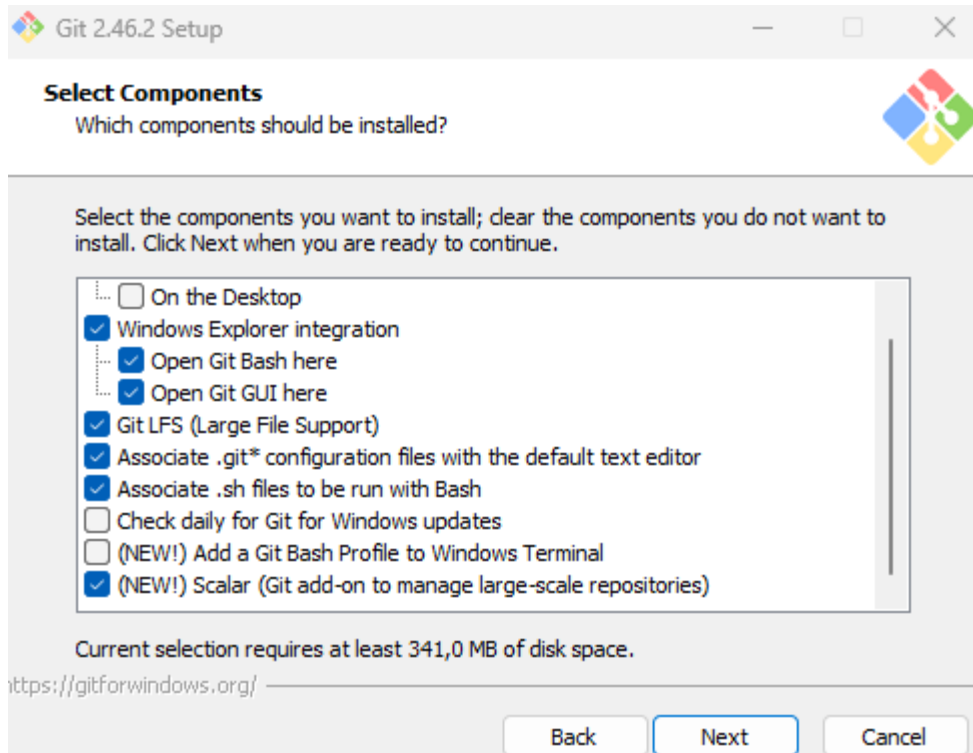 Git 2.46.2 Setup
Select Components
Which components should be installed?
Select the components you want to install; clear the components you do not want to
install. Click Next when you are ready to continue.
On the Desktop
Windows Explorer integration
Open Git Bash here
Open Git GUI here
Git LFS (Large File Support)
Associate .git* configuration files with the default text editor
Associate .sh files to be run with Bash
Check daily for Git for Windows updates
(NEW!) Add a Git Bash Profile to Windows Terminal
(NEW!) Scalar (Git add-on to manage large-scale repositories)
Current selection requires at least 341,0 MB of disk space.
https://gitforwindows.org/
Back Next Cancel